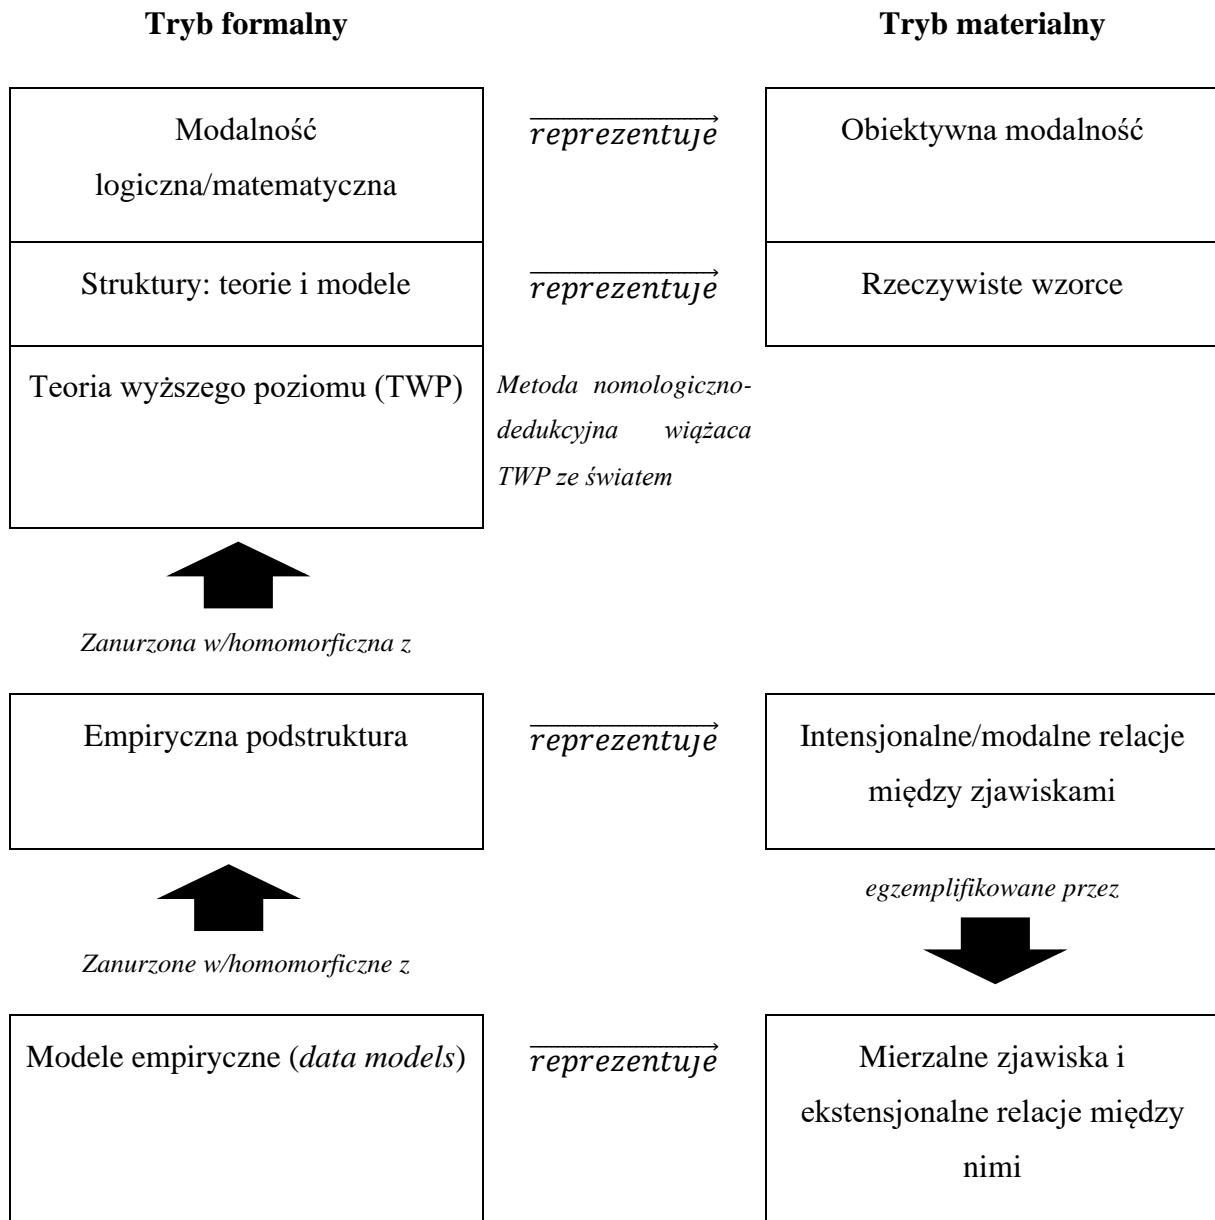 Tryb formalny
Tryb materialny
Modalność
logiczna/matematyczna
reprezentuje
Obiektywna modalność
Struktury: teorie i modele
reprezentuje
Rzeczywiste wzorce
Teoria wyższego poziomu (TWP)
Metoda nomologiczno-
dedukcyjna wiążaca
TWP ze światem
Zanurzona w/homomorficzna z
Empiryczna podstruktura
reprezentuje
Intensjonalne/modalne relacje
między zjawiskami
egzemplifikowane przez
Zanurzone w/homomorficzne z
Modele empiryczne (data models)
reprezentuje
Mierzalne zjawiska i
ekstensjonalne relacje między
nimi